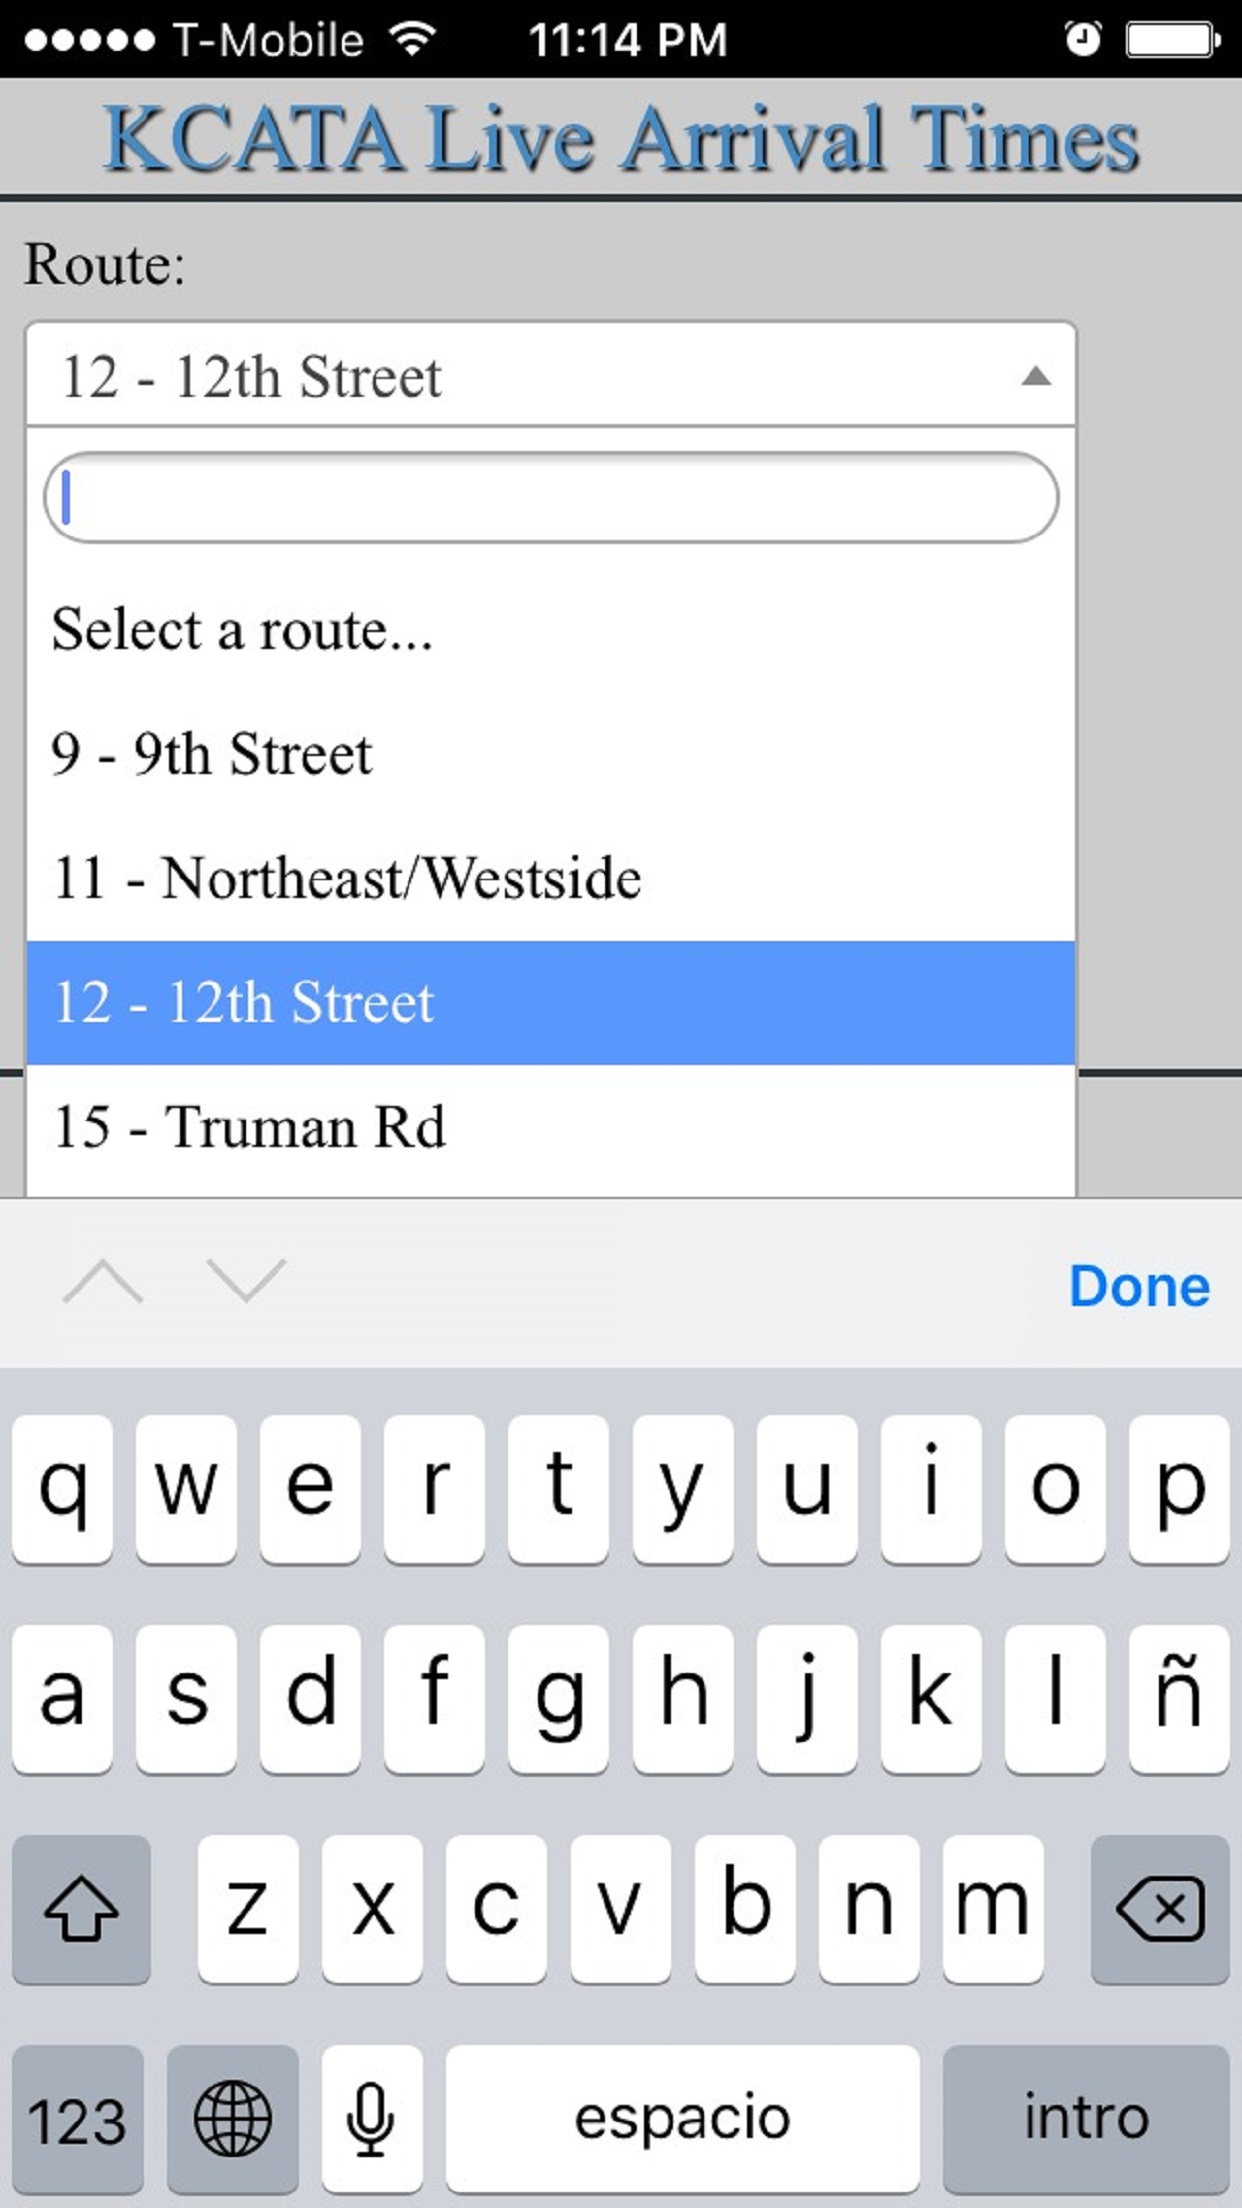 T-Mobile 11:14 PM
KCATA Live Arrival Times
Route:
12 - 12th Street
Select a route...
9 - 9th Street
11 - Northeast/Westside
12 - 12th Street
15 - Truman Rd
Done
q w e r t y u i o p
a s d f g h j k l ñ
z x c v b n m
123 espacio intro